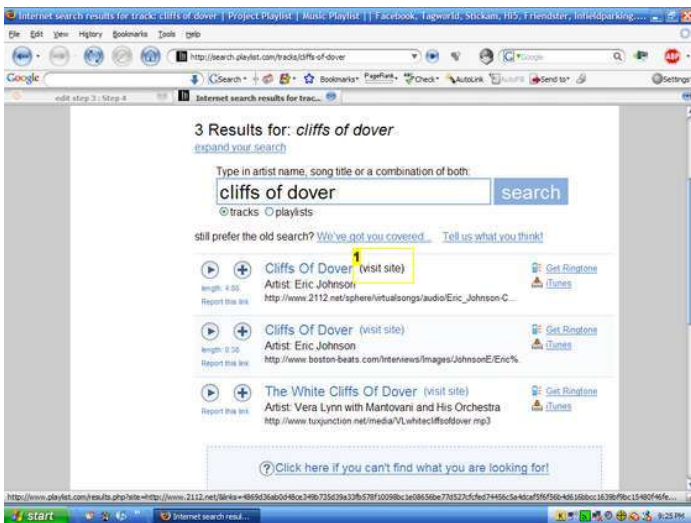 Internet search results for track: cliffs of dover | Project Playlist | Music Playlist || Facebook, Tagworld, Stickam, Hi5, Friendster, Infieldparking....
File Edit View History Bookmarks Tools Help
http://search.playlist.com/tracks/cliffs-of-dover
Google
Search Bookmarks PageRank Check AutoLink AutoFill Send to Settings
edit step 3 : Step 4 Internet search results for trac...
3 Results for: cliffs of dover
expand your search
Type in artist name, song title or a combination of both:
cliffs of dover search
tracks playlists
still prefer the old search? We've got you covered... Tell us what you think!
1
Cliffs Of Dover (visit site) Get Ringtone
Artist: Eric Johnson iTunes
length: 4:08 http://www.2112.net/sphere/virtualsongs/audio/Eric_Johnson-C...
Report this link
Cliffs Of Dover (visit site) Get Ringtone
Artist: Eric Johnson iTunes
http://www.boston-beats.com/Interviews/Images/JohnsonE/Eric%
Report this link
The White Cliffs Of Dover (visit site) Get Ringtone
Artist: Vera Lynn with Mantovani and His Orchestra iTunes
http://www.tuxjunction.net/media/VLwhitecliffsofdover.mp3
Report this link
Click here if you can't find what you are looking for!
start Internet search resul... 9:25 PM